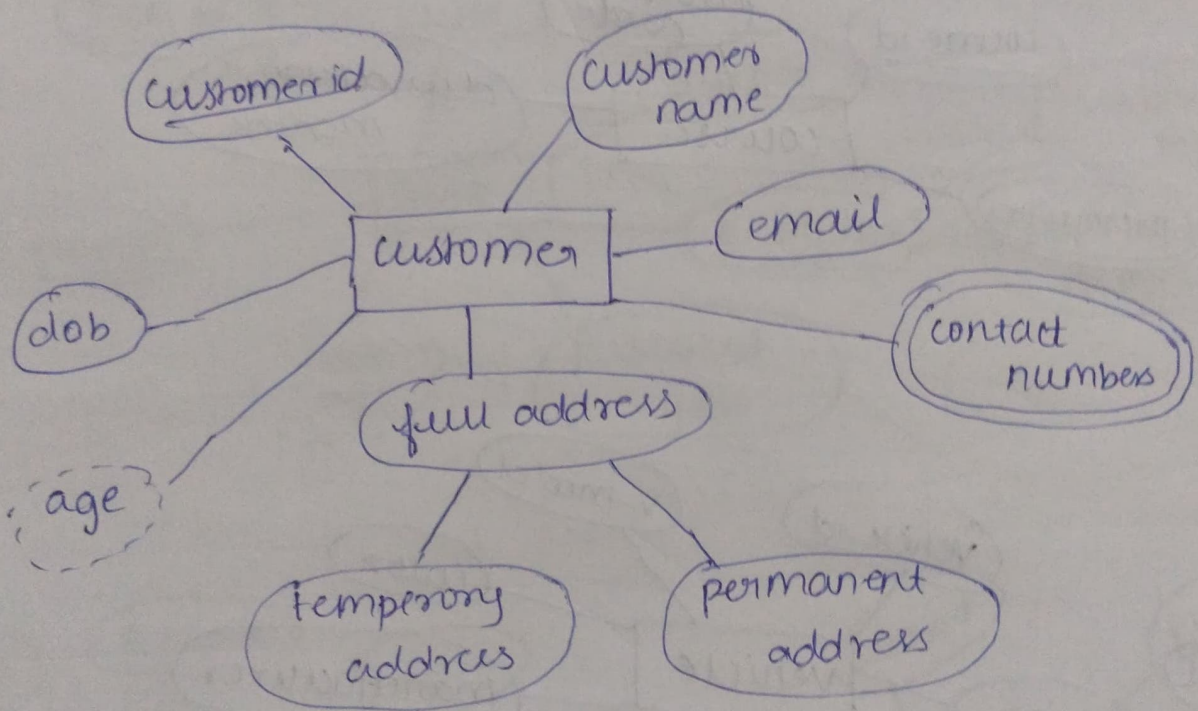 customer id
customer
name
customer
email
dob
contact
numbers
full address
age
temperory
address
permanent
address